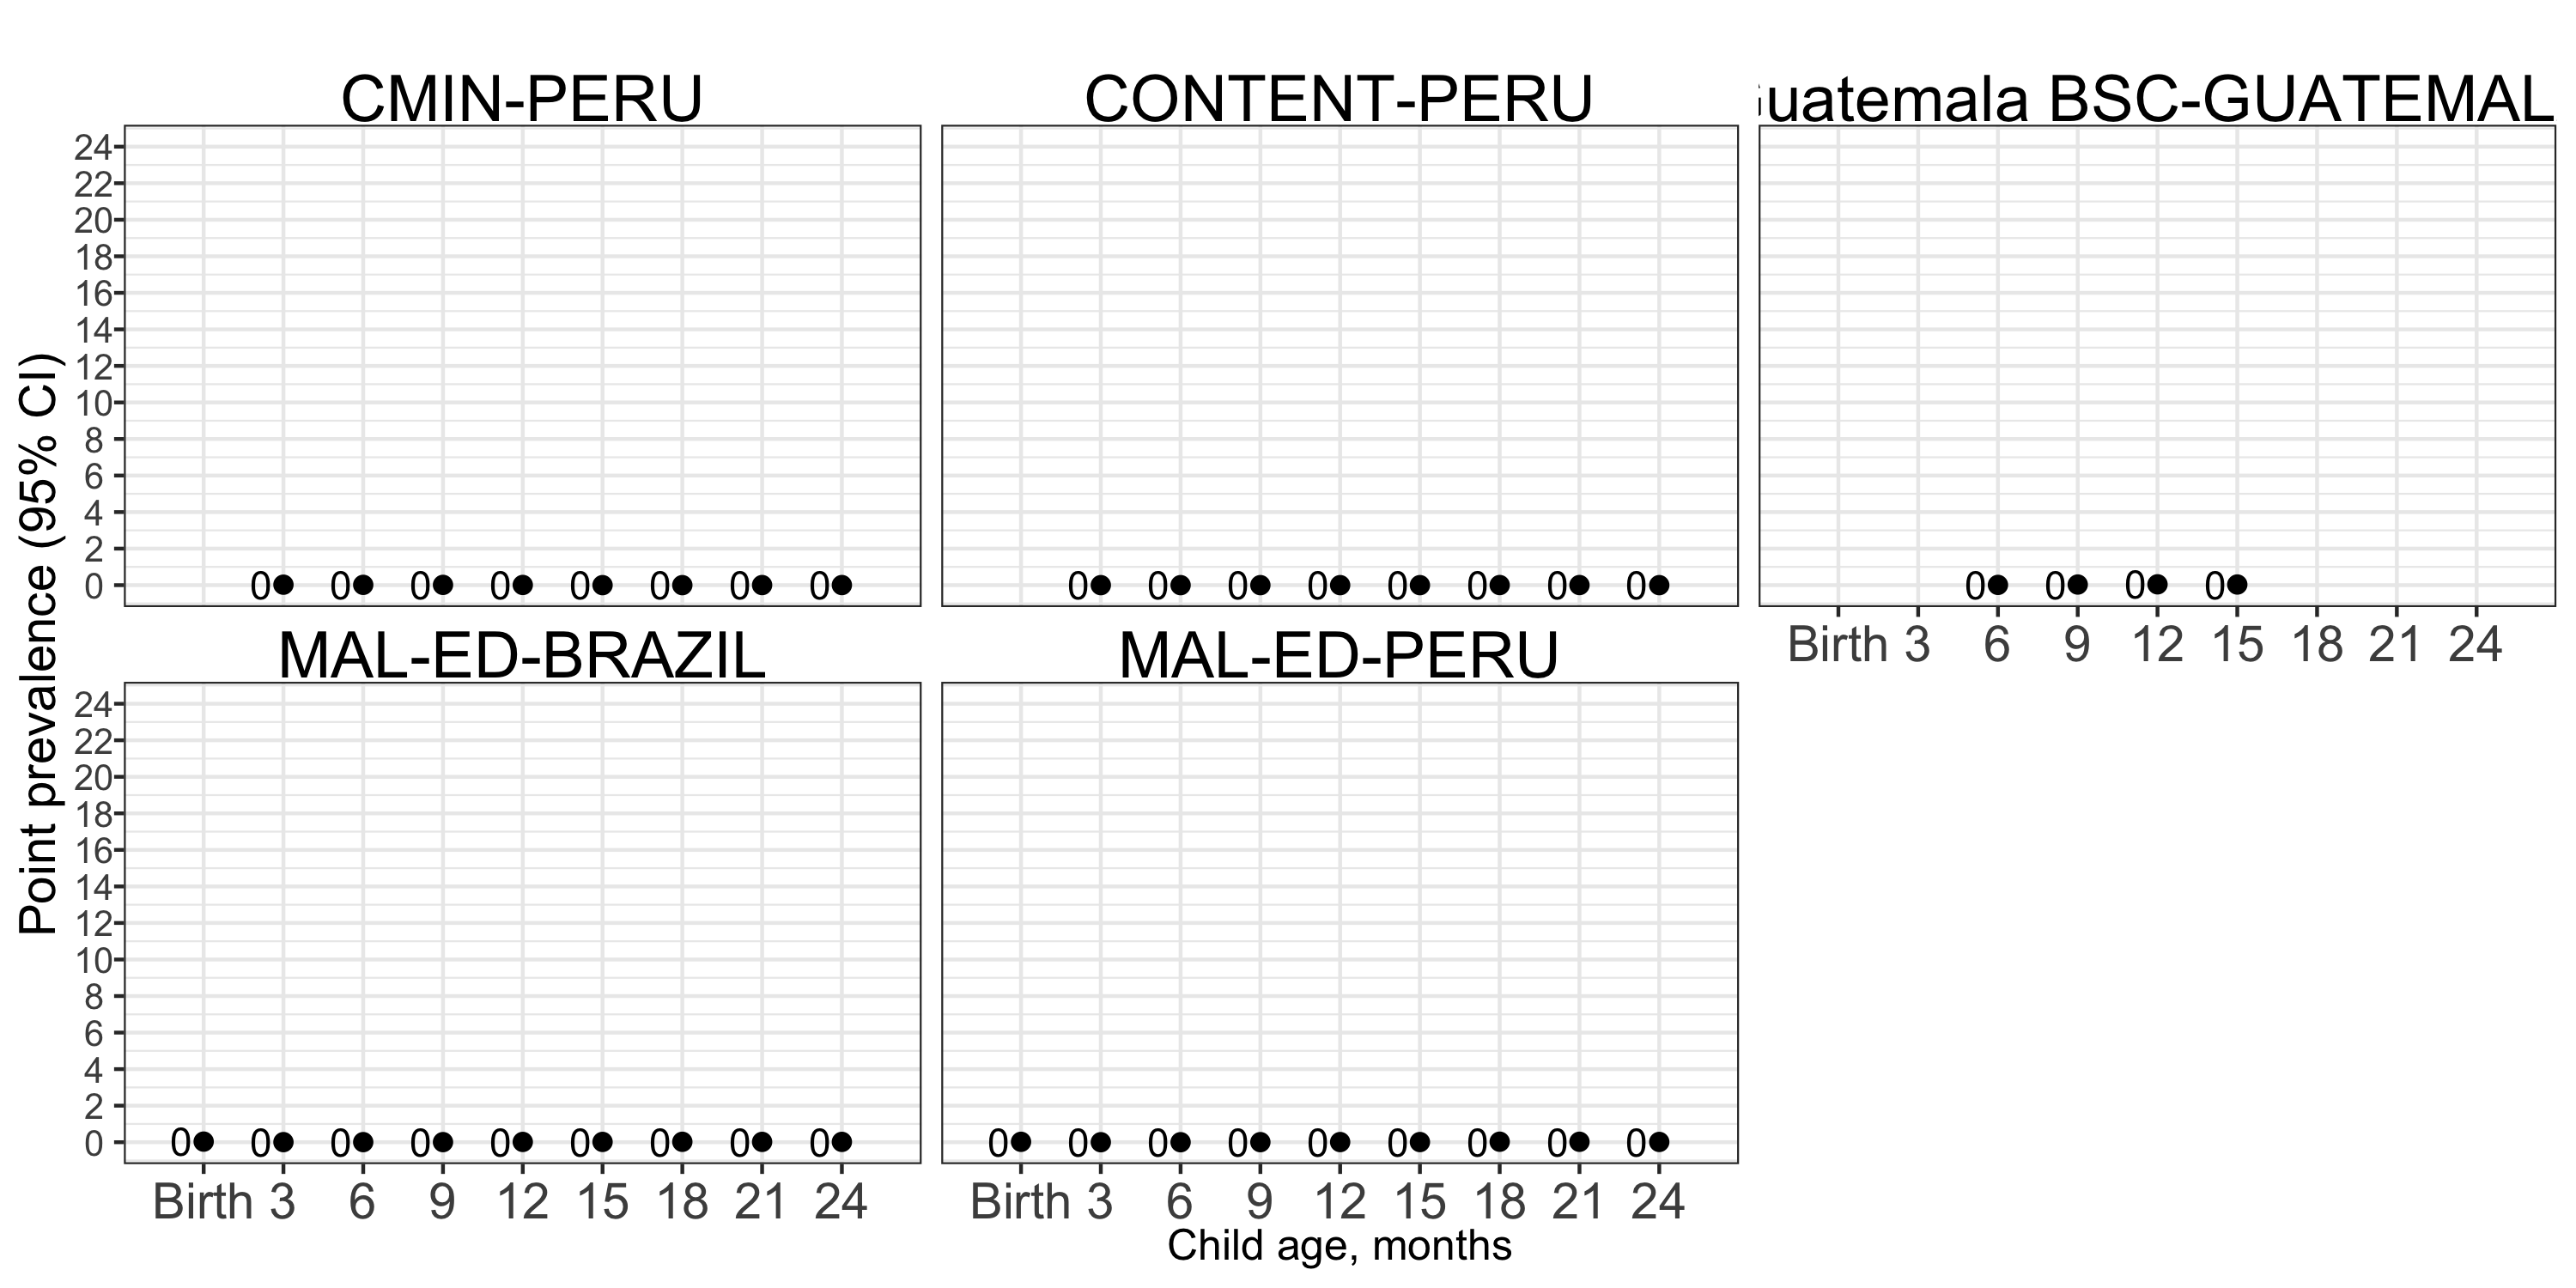 CMIN-PERU
CONTENT-PERU
uatemala BSC-GUATEMAL
24
22
20
18
16
14
12
10
8
6
4
2
0
0 0 0 0 0 0 0 0
0 0 0 0 0 0 0 0
0 0 0 0
Birth 3 6 9 12 15 18 21 24
Point prevalence (95% CI)
MAL-ED-BRAZIL
MAL-ED-PERU
24
22
20
18
16
14
12
10
8
6
4
2
0
0 0 0 0 0 0 0 0 0
0 0 0 0 0 0 0 0 0
Birth 3 6 9 12 15 18 21 24
Birth 3 6 9 12 15 18 21 24
Child age, months